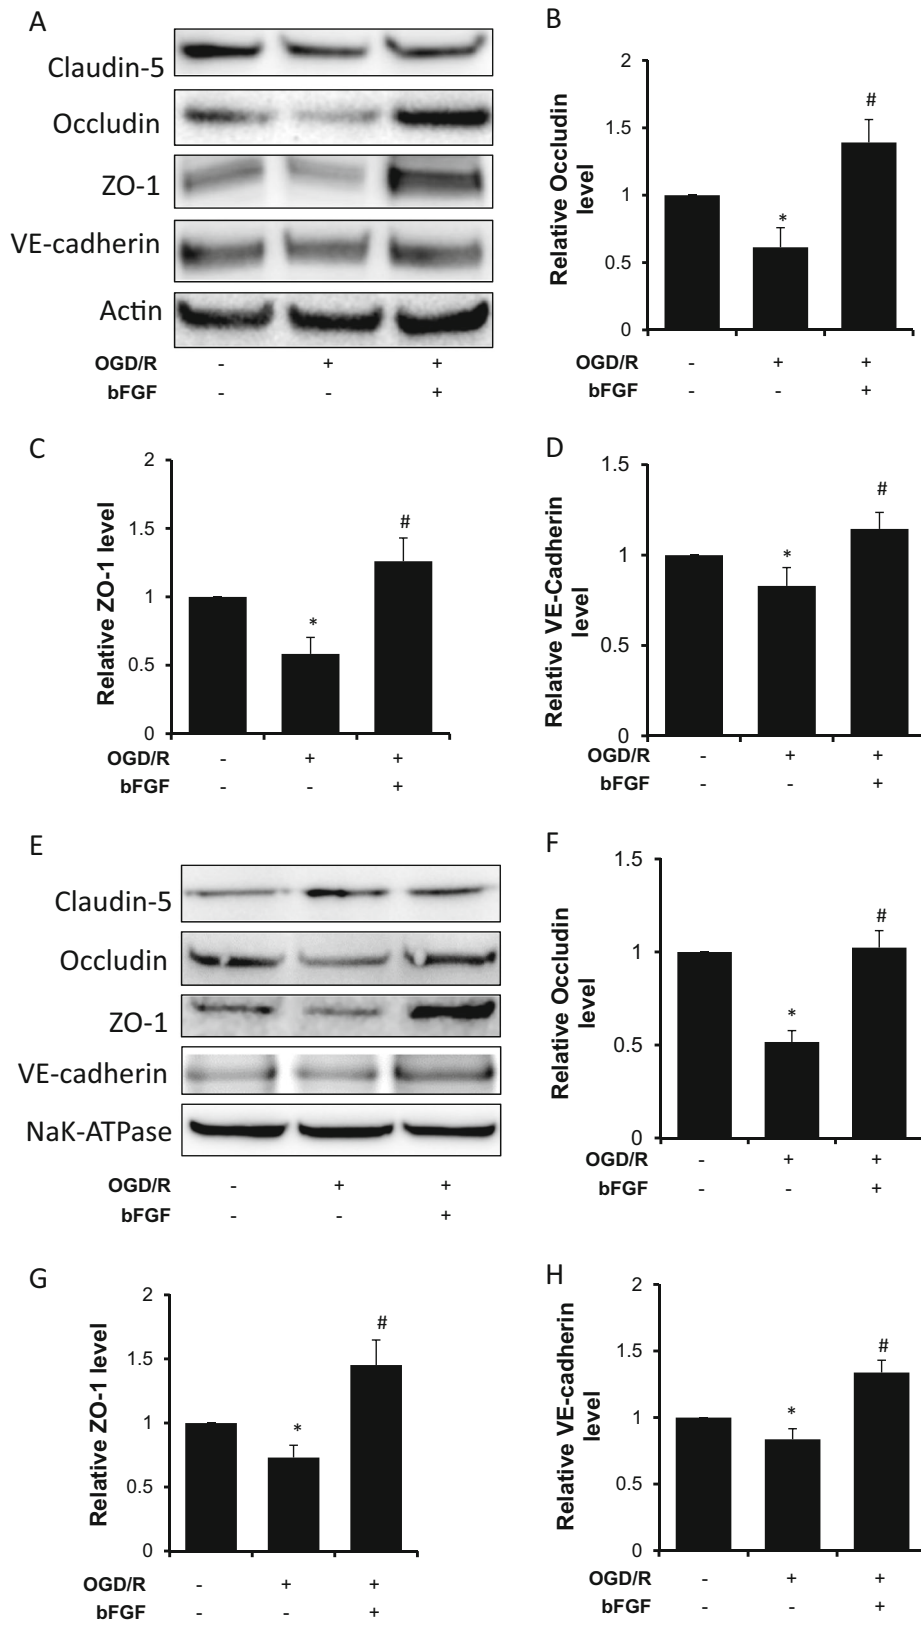 A
Claudin-5
Occludin
ZO-1
VE-cadherin
Actin
OGD/R - + +
bFGF - - +
B
Relative Occludin
level
2
1.5
1
0.5
0
*
#
OGD/R - + +
bFGF - - +
C
Relative ZO-1 level
2
1.5
1
0.5
0
*
#
OGD/R - + +
bFGF - - +
D
Relative VE-Cadherin
level
1.5
1
0.5
0
*
#
OGD/R - + +
bFGF - - +
E
Claudin-5
Occludin
ZO-1
VE-cadherin
NaK-ATPase
OGD/R - + +
bFGF - - +
F
Relative Occludin
level
1.5
1
0.5
0
*
#
OGD/R - + +
bFGF - - +
G
Relative ZO-1 level
2
1.5
1
0.5
0
*
#
OGD/R - + +
bFGF - - +
H
Relative VE-cadherin
level
2
1.5
1
0.5
0
*
#
OGD/R - + +
bFGF - - +